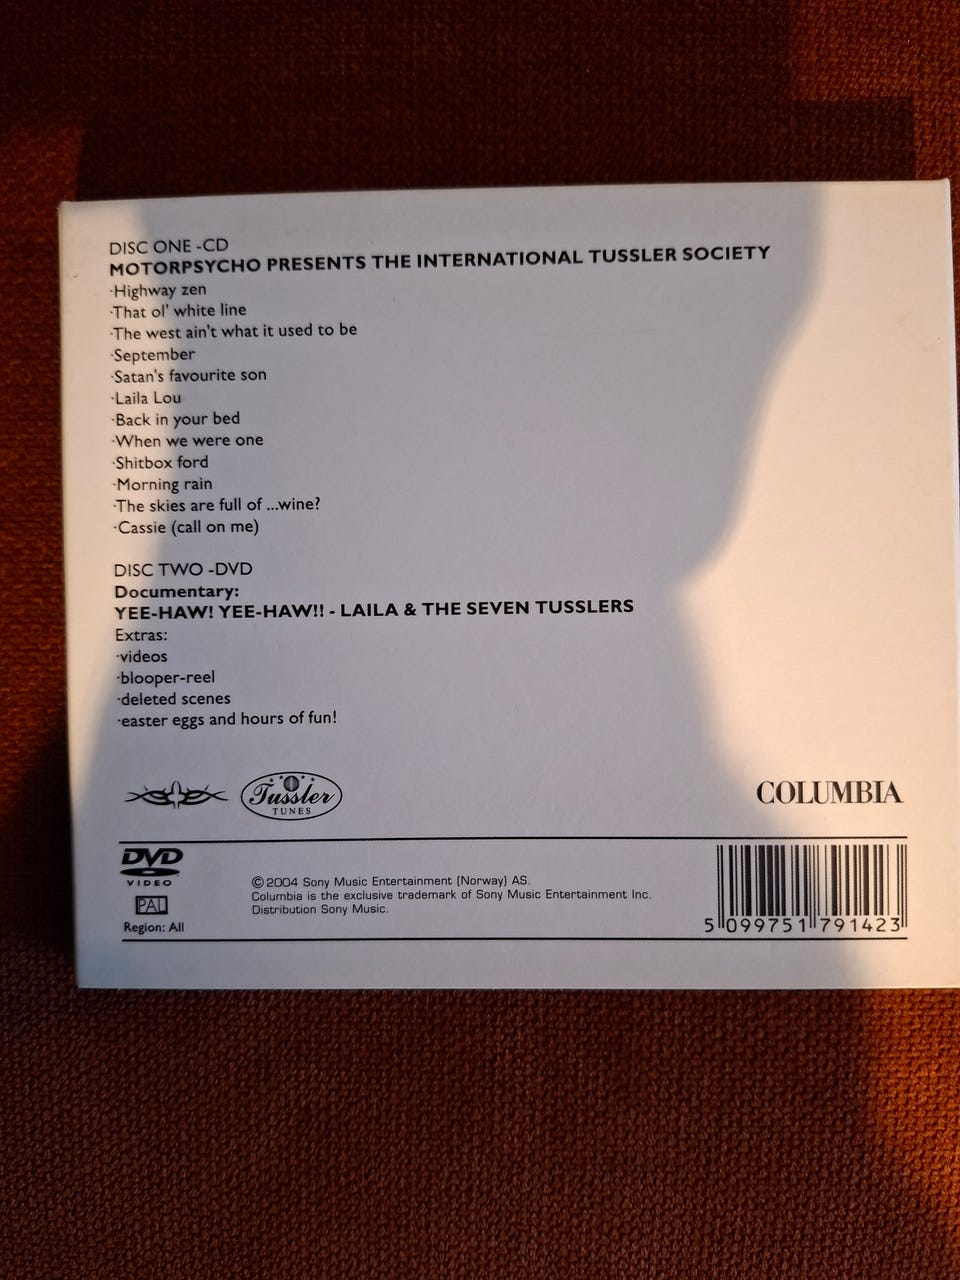 DISC ONE -CD
MOTORPSYCHO PRESENTS THE INTERNATIONAL TUSSLER SOCIETY
·Highway zen
·That ol' white line
·The west ain't what it used to be
·September
·Satan's favourite son
·Laila Lou
·Back in your bed
·When we were one
·Shitbox ford
·Morning rain
·The skies are full of ...wine?
·Cassie (call on me)
DISC TWO -DVD
Documentary:
YEE-HAW! YEE-HAW!! - LAILA & THE SEVEN TUSSLERS
Extras:
·videos
·blooper-reel
·deleted scenes
·easter eggs and hours of fun!
Tussler
TUNES
COLUMBIA
DVD
VIDEO
PAL
Region: All
© 2004 Sony Music Entertainment (Norway) AS.
Columbia is the exclusive trademark of Sony Music Entertainment Inc.
Distribution Sony Music.
5 099751 791423